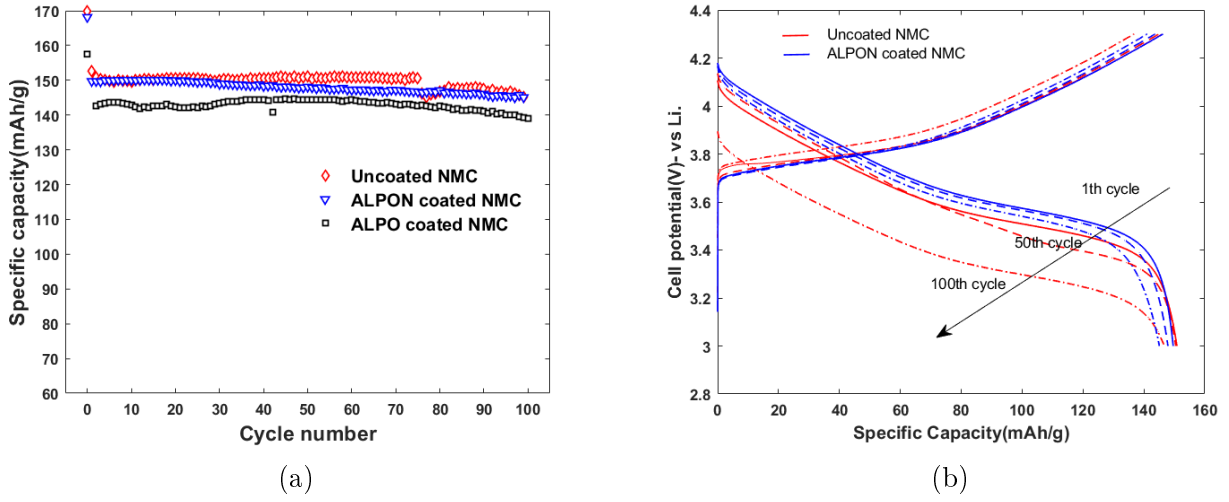 170
160
150
140
130
120
110
100
90
80
70
60
0
10
20
30
40
50
60
70
80
90
100
Specific capacity(mAh/g)
Cycle number
Uncoated NMC
ALPON coated NMC
ALPO coated NMC
(a)
4.4
4.2
4
3.8
3.6
3.4
3.2
3
2.8
0
20
40
60
80
100
120
140
160
Cell potential(V)- vs Li.
Specific Capacity(mAh/g)
Uncoated NMC
ALPON coated NMC
1th cycle
50th cycle
100th cycle
(b)